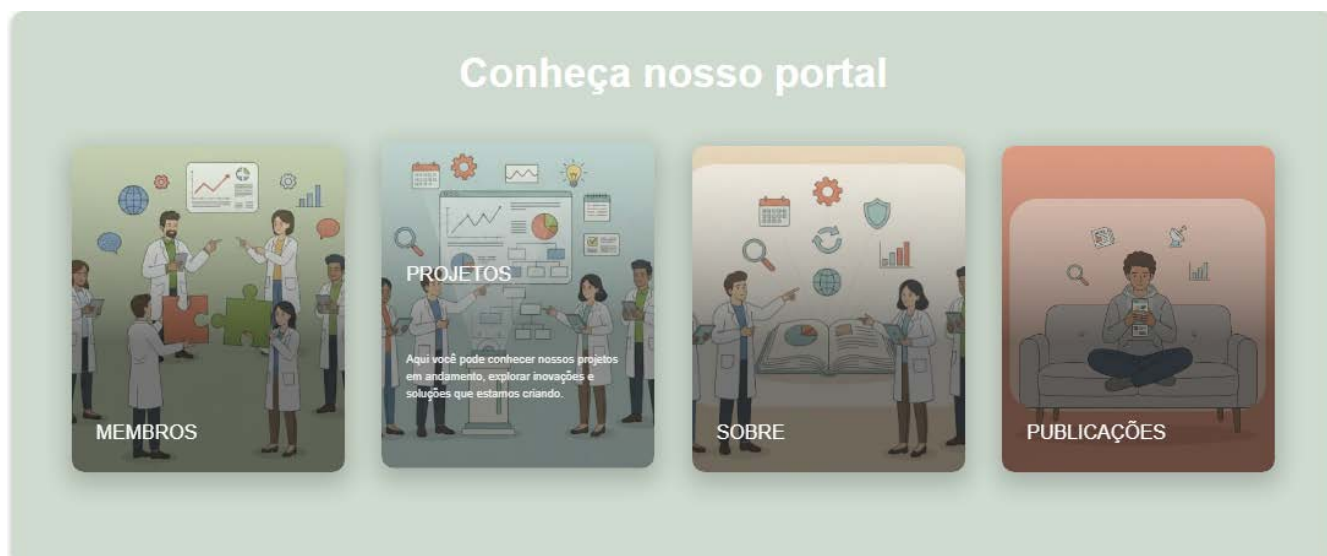 Conheça nosso portal
MEMBROS
PROJETOS
Aqui você pode conhecer nossos projetos
em andamento, explorar inovações e
soluções que estamos criando.
SOBRE
PUBLICAÇÕES